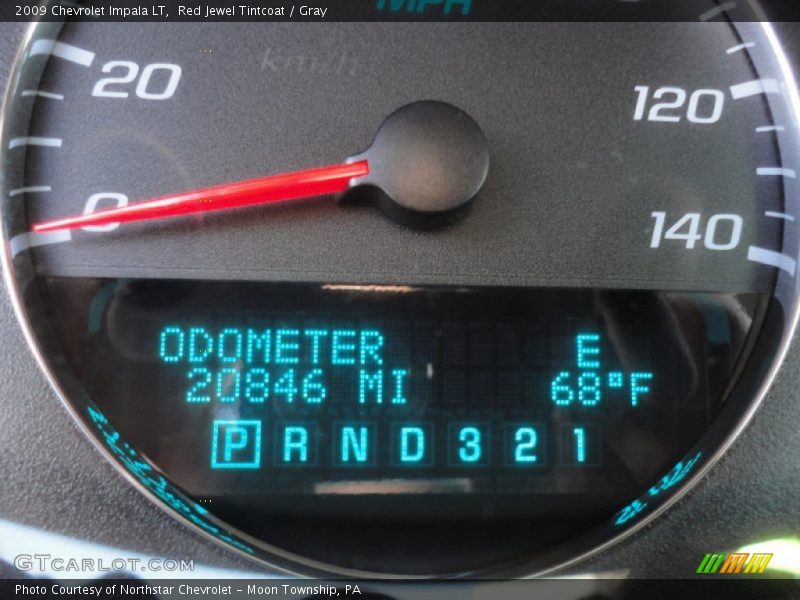 2009 Chevrolet Impala LT, Red Jewel Tintcoat / Gray
MPH
km/h
20
120
0
140
ODOMETER E
20846 MI 68°F
P R N D 3 2 1
GTCARLOT.COM
Photo Courtesy of Northstar Chevrolet - Moon Township, PA